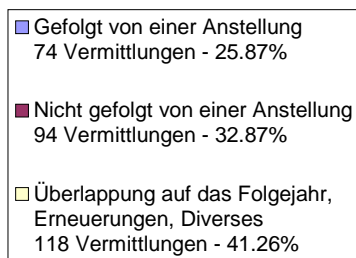 Gefolgt von einer Anstellung
74 Vermittlungen - 25.87%
Nicht gefolgt von einer Anstellung
94 Vermittlungen - 32.87%
Überlappung auf das Folgejahr,
Erneuerungen, Diverses
118 Vermittlungen - 41.26%